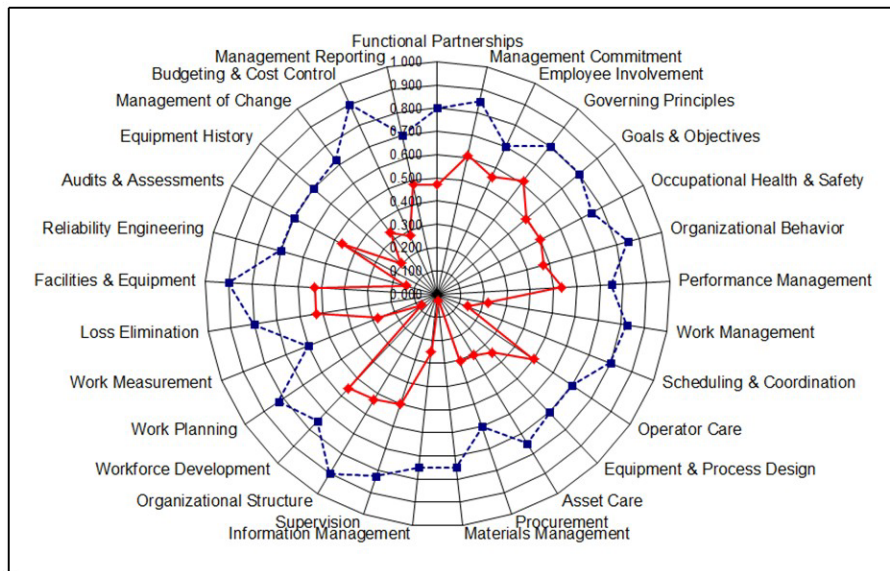 Functional Partnerships
Management Commitment
Employee Involvement
Governing Principles
Goals & Objectives
Occupational Health & Safety
Organizational Behavior
Performance Management
Work Management
Scheduling & Coordination
Operator Care
Equipment & Process Design
Asset Care
Procurement
Materials Management
Information Management
Supervision
Organizational Structure
Workforce Development
Work Planning
Work Measurement
Loss Elimination
Facilities & Equipment
Reliability Engineering
Audits & Assessments
Equipment History
Management of Change
Budgeting & Cost Control
Management Reporting
1.000
0.900
0.800
0.700
0.600
0.500
0.400
0.300
0.200
0.100
0.000